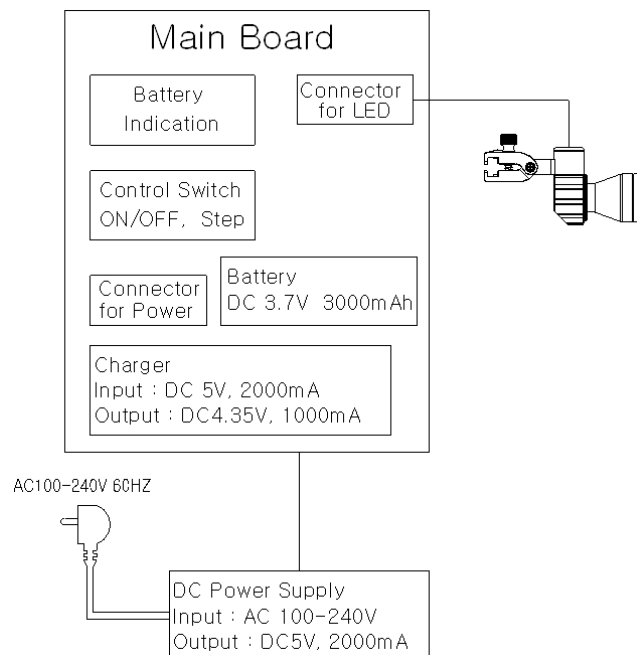 Main Board
Battery
Indication
Connector
for LED
Control Switch
ON/OFF, Step
Connector
for Power
Battery
DC 3.7V 3000mAh
Charger
Input : DC 5V, 2000mA
Output : DC4.35V, 1000mA
AC100-240V 60HZ
DC Power Supply
Input : AC 100-240V
Output : DC5V, 2000mA